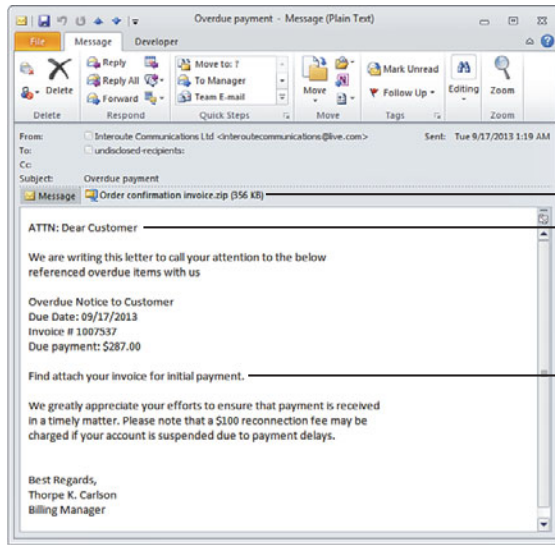 Overdue payment - Message (Plain Text)
File Message Developer
Delete
Reply
Reply All
Forward
Move to: ?
To Manager
Team E-mail
Move
Mark Unread
Follow Up
Editing
Zoom
Delete Respond Quick Steps Move Tags Zoom
From: Interoute Communications Ltd <interoutecommunications@live.com> Sent: Tue 9/17/2013 1:19 AM
To: undisclosed-recipients:
Cc:
Subject: Overdue payment
Message Order confirmation invoice.zip (356 KB)
ATTN: Dear Customer
We are writing this letter to call your attention to the below
referenced overdue items with us
Overdue Notice to Customer
Due Date: 09/17/2013
Invoice # 1007537
Due payment: $287.00
Find attach your invoice for initial payment.
We greatly appreciate your efforts to ensure that payment is received
in a timely matter. Please note that a $100 reconnection fee may be
charged if your account is suspended due to payment delays.
Best Regards,
Thorpe K. Carlson
Billing Manager